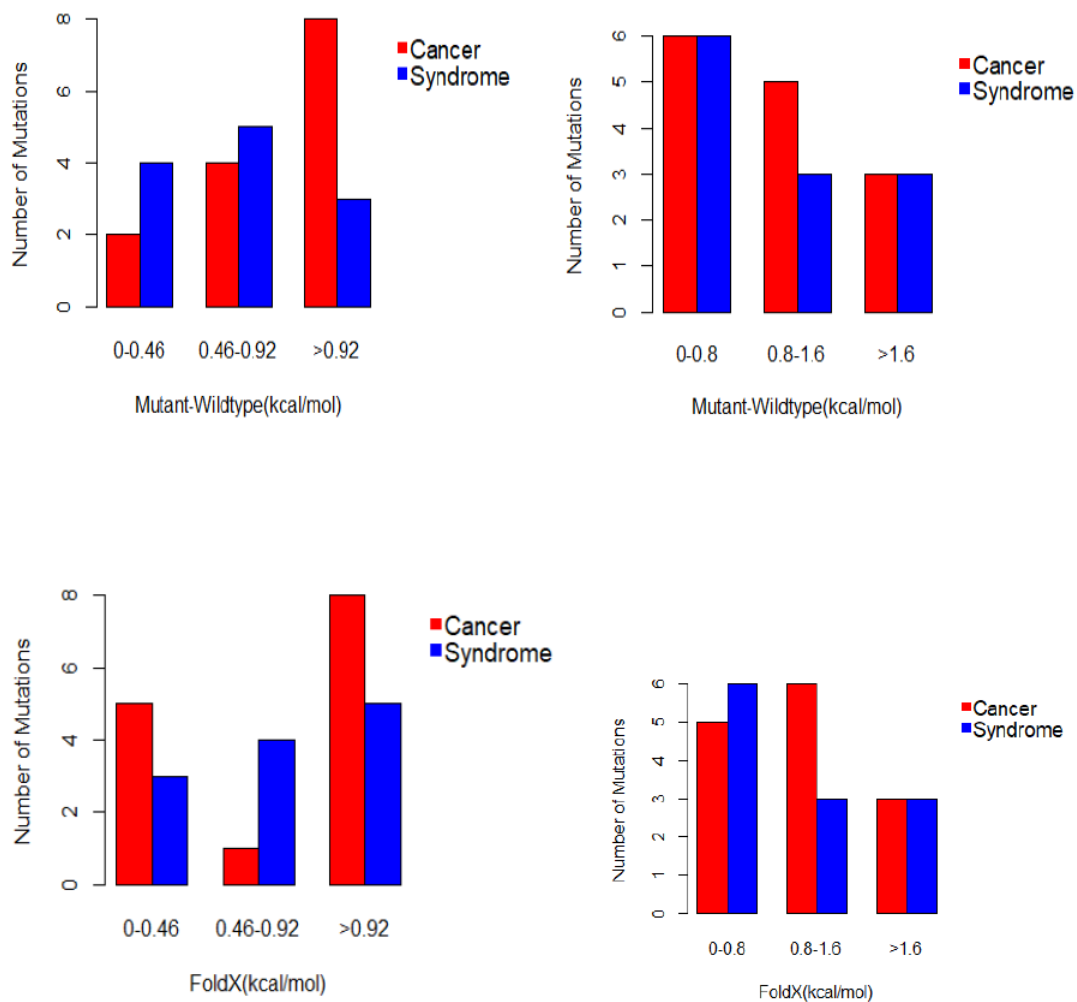 Number of Mutations
8
6
4
2
0
0-0.46 0.46-0.92 >0.92
Mutant-Wildtype(kcal/mol)
Cancer
Syndrome
Number of Mutations
6
5
4
3
2
1
0
0-0.8 0.8-1.6 >1.6
Mutant-Wildtype(kcal/mol)
Cancer
Syndrome
Number of Mutations
8
6
4
2
0
0-0.46 0.46-0.92 >0.92
FoldX(kcal/mol)
Cancer
Syndrome
Number of Mutations
6
5
4
3
2
1
0
0-0.8 0.8-1.6 >1.6
FoldX(kcal/mol)
Cancer
Syndrome